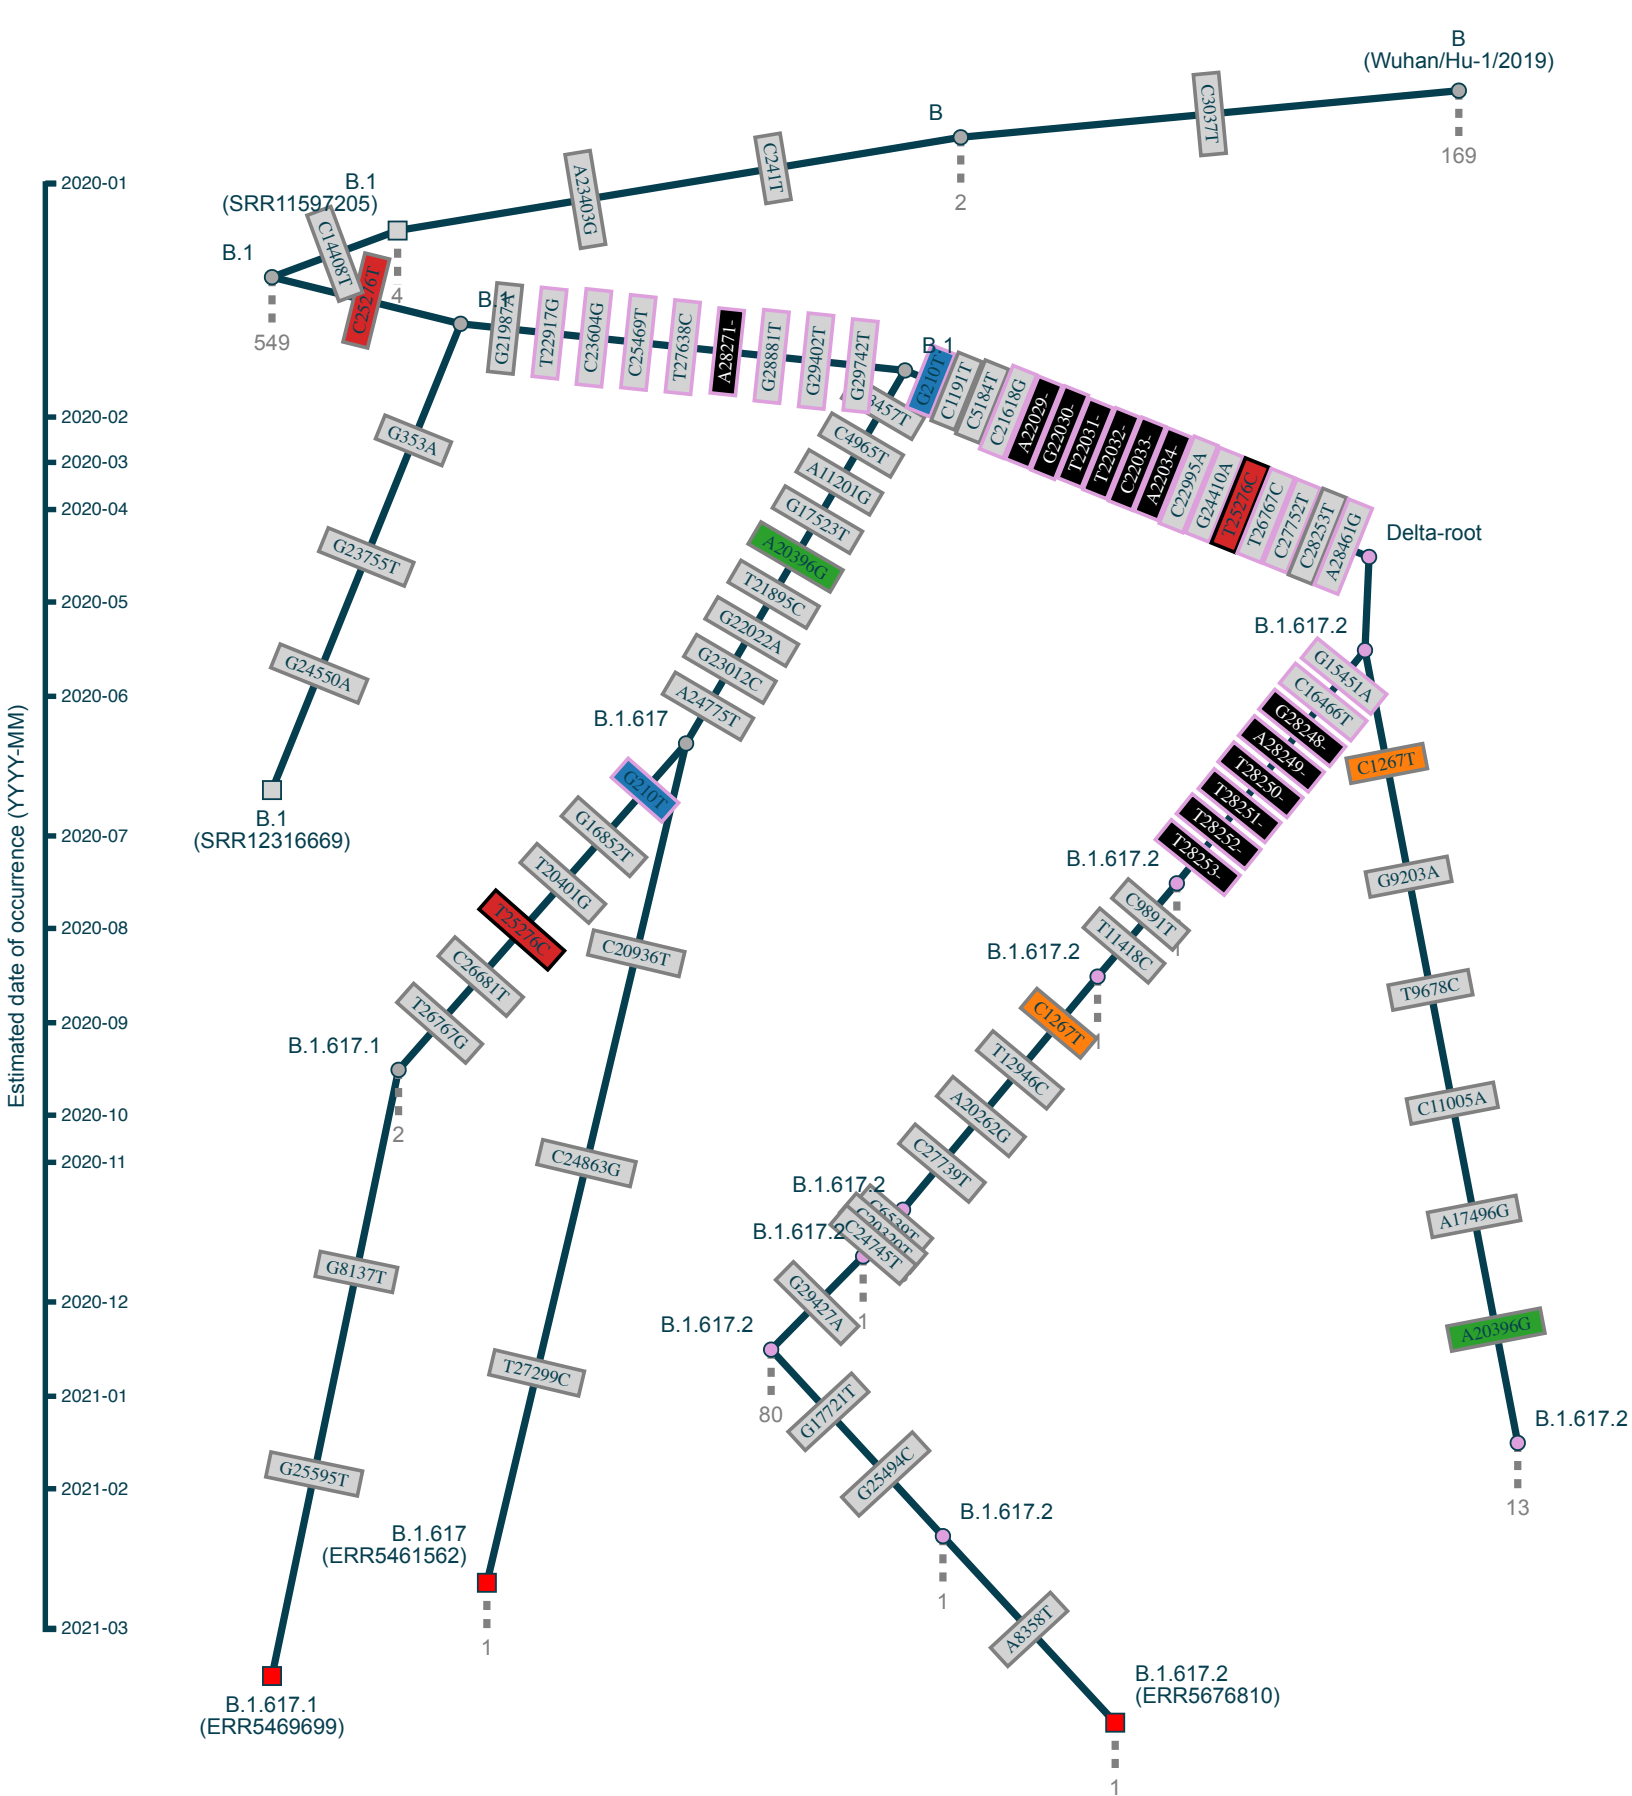 B
(Wuhan/Hu-1/2019)
C3037T
169
B
2
C241T
A23403G
2020-01
B.1
(SRR11597205)
4
C14408T
B.1
549
C25276T
B.1
G21987A
T22917G
C23604G
C25469T
T27638C
A28271-
G28881T
G29402T
G29742T
B.1
G210T
C1191T
C5184T
C21618G
A22029-
G22030-
T22031-
T22032-
C22033-
A22034-
C22995A
G24410A
T25276C
T26767C
C27752T
C28253T
A28461G
Delta-root
2020-02
2020-03
2020-04
2020-05
2020-06
2020-07
2020-08
2020-09
2020-10
2020-11
2020-12
2021-01
2021-02
2021-03
Estimated date of occurrence (YYYY-MM)
G353A
G23755T
G24550A
B.1
(SRR12316669)
C4965T
A11201G
G17523T
A20396G
T21895C
G22022A
G23012C
A24775T
B.1.617
G210T
G16852T
T20401G
T25276C
C26681T
T26767G
B.1.617.1
2
G8137T
G25595T
B.1.617.1
(ERR5469699)
C20936T
C24863G
T27299C
B.1.617
(ERR5461562)
1
B.1.617.2
G15451A
C16466T
G28248-
A28249-
T28250-
T28251-
T28252-
T28253-
B.1.617.2
1
C9891T
T11418C
B.1.617.2
1
C1267T
T12946C
A20262G
C27739T
B.1.617.2
C6539T
C20320T
C24745T
B.1.617.2
1
G29427A
B.1.617.2
80
G17721T
G25494C
B.1.617.2
1
A8358T
B.1.617.2
(ERR5676810)
1
C1267T
G9203A
T9678C
C11005A
A17496G
A20396G
B.1.617.2
13